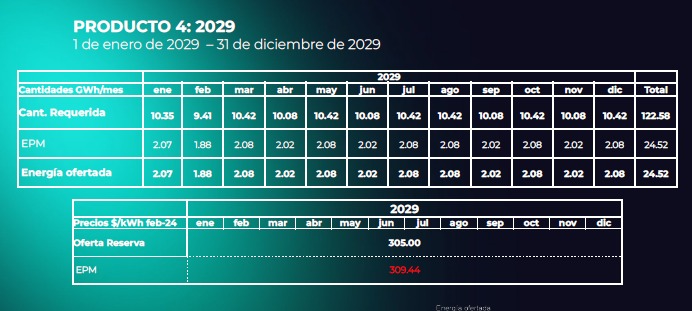 PRODUCTO 4: 2029
1 de enero de 2029 – 31 de diciembre de 2029
2029
Cantidades GWh/mes ene feb mar abr may jun jul ago sep oct nov dic Total
Cant. Requerida 10.35 9.41 10.42 10.08 10.42 10.08 10.42 10.42 10.08 10.42 10.08 10.42 122.58
EPM 2.07 1.88 2.08 2.02 2.08 2.02 2.08 2.08 2.02 2.08 2.02 2.08 24.52
Energía ofertada 2.07 1.88 2.08 2.02 2.08 2.02 2.08 2.08 2.02 2.08 2.02 2.08 24.52
2029
Precios $/kWh feb-24 ene feb mar abr may jun jul ago sep oct nov dic
Oferta Reserva 305.00
EPM 309.44
Energía ofertada